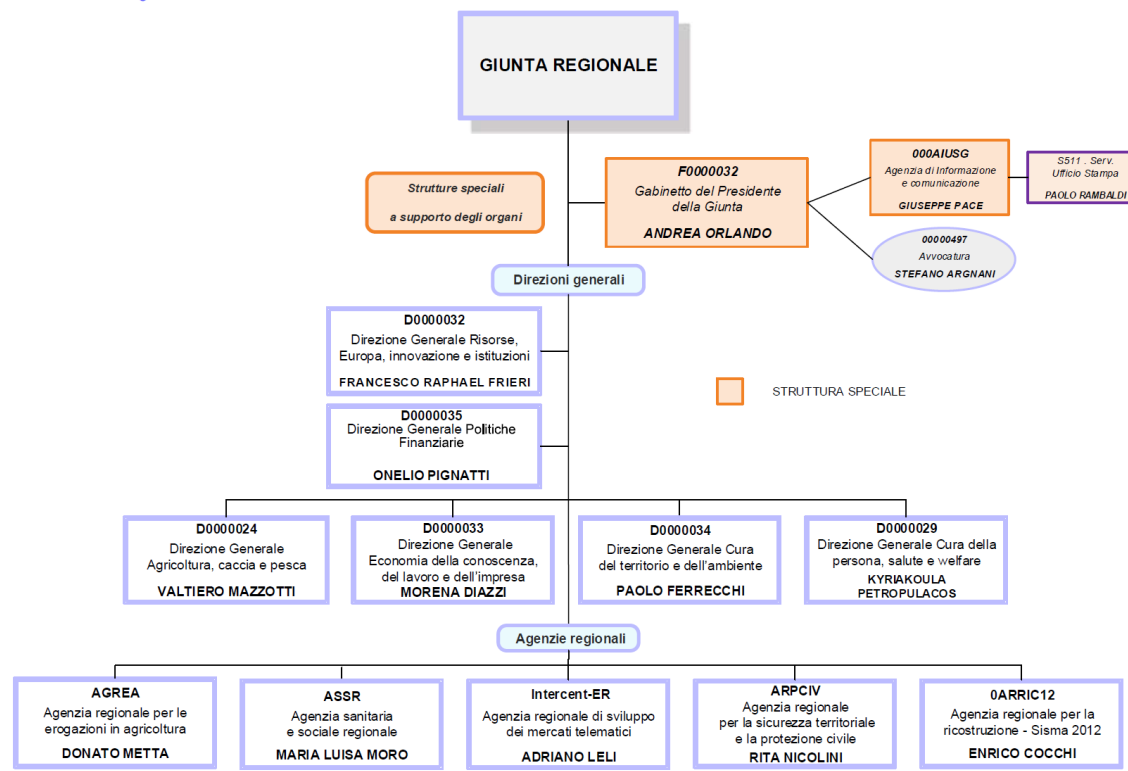 GIUNTA REGIONALE
Strutture speciali
a supporto degli organi
F0000032
Gabinetto del Presidente
della Giunta
ANDREA ORLANDO
000AIUSG
Agenzia di Informazione
e comunicazione
GIUSEPPE PACE
S511 . Serv.
Ufficio Stampa
PAOLO RAMBALDI
00000497
Avvocatura
STEFANO ARGNANI
Direzioni generali
D0000032
Direzione Generale Risorse,
Europa, innovazione e istituzioni
FRANCESCO RAPHAEL FRIERI
STRUTTURA SPECIALE
D0000035
Direzione Generale Politiche
Finanziarie
ONELIO PIGNATTI
D0000024
Direzione Generale
Agricoltura, caccia e pesca
VALTIERO MAZZOTTI
D0000033
Direzione Generale
Economia della conoscenza,
del lavoro e dell'impresa
MORENA DIAZZI
D0000034
Direzione Generale Cura
del territorio e dell'ambiente
PAOLO FERRECCHI
D0000029
Direzione Generale Cura della
persona, salute e welfare
KYRIAKOULA
PETROPULACOS
Agenzie regionali
AGREA
Agenzia regionale per le
erogazioni in agricoltura
DONATO METTA
ASSR
Agenzia sanitaria
e sociale regionale
MARIA LUISA MORO
Intercent-ER
Agenzia regionale di sviluppo
dei mercati telematici
ADRIANO LELI
ARPCIV
Agenzia regionale
per la sicurezza territoriale
e la protezione civile
RITA NICOLINI
0ARRIC12
Agenzia regionale per la
ricostruzione - Sisma 2012
ENRICO COCCHI